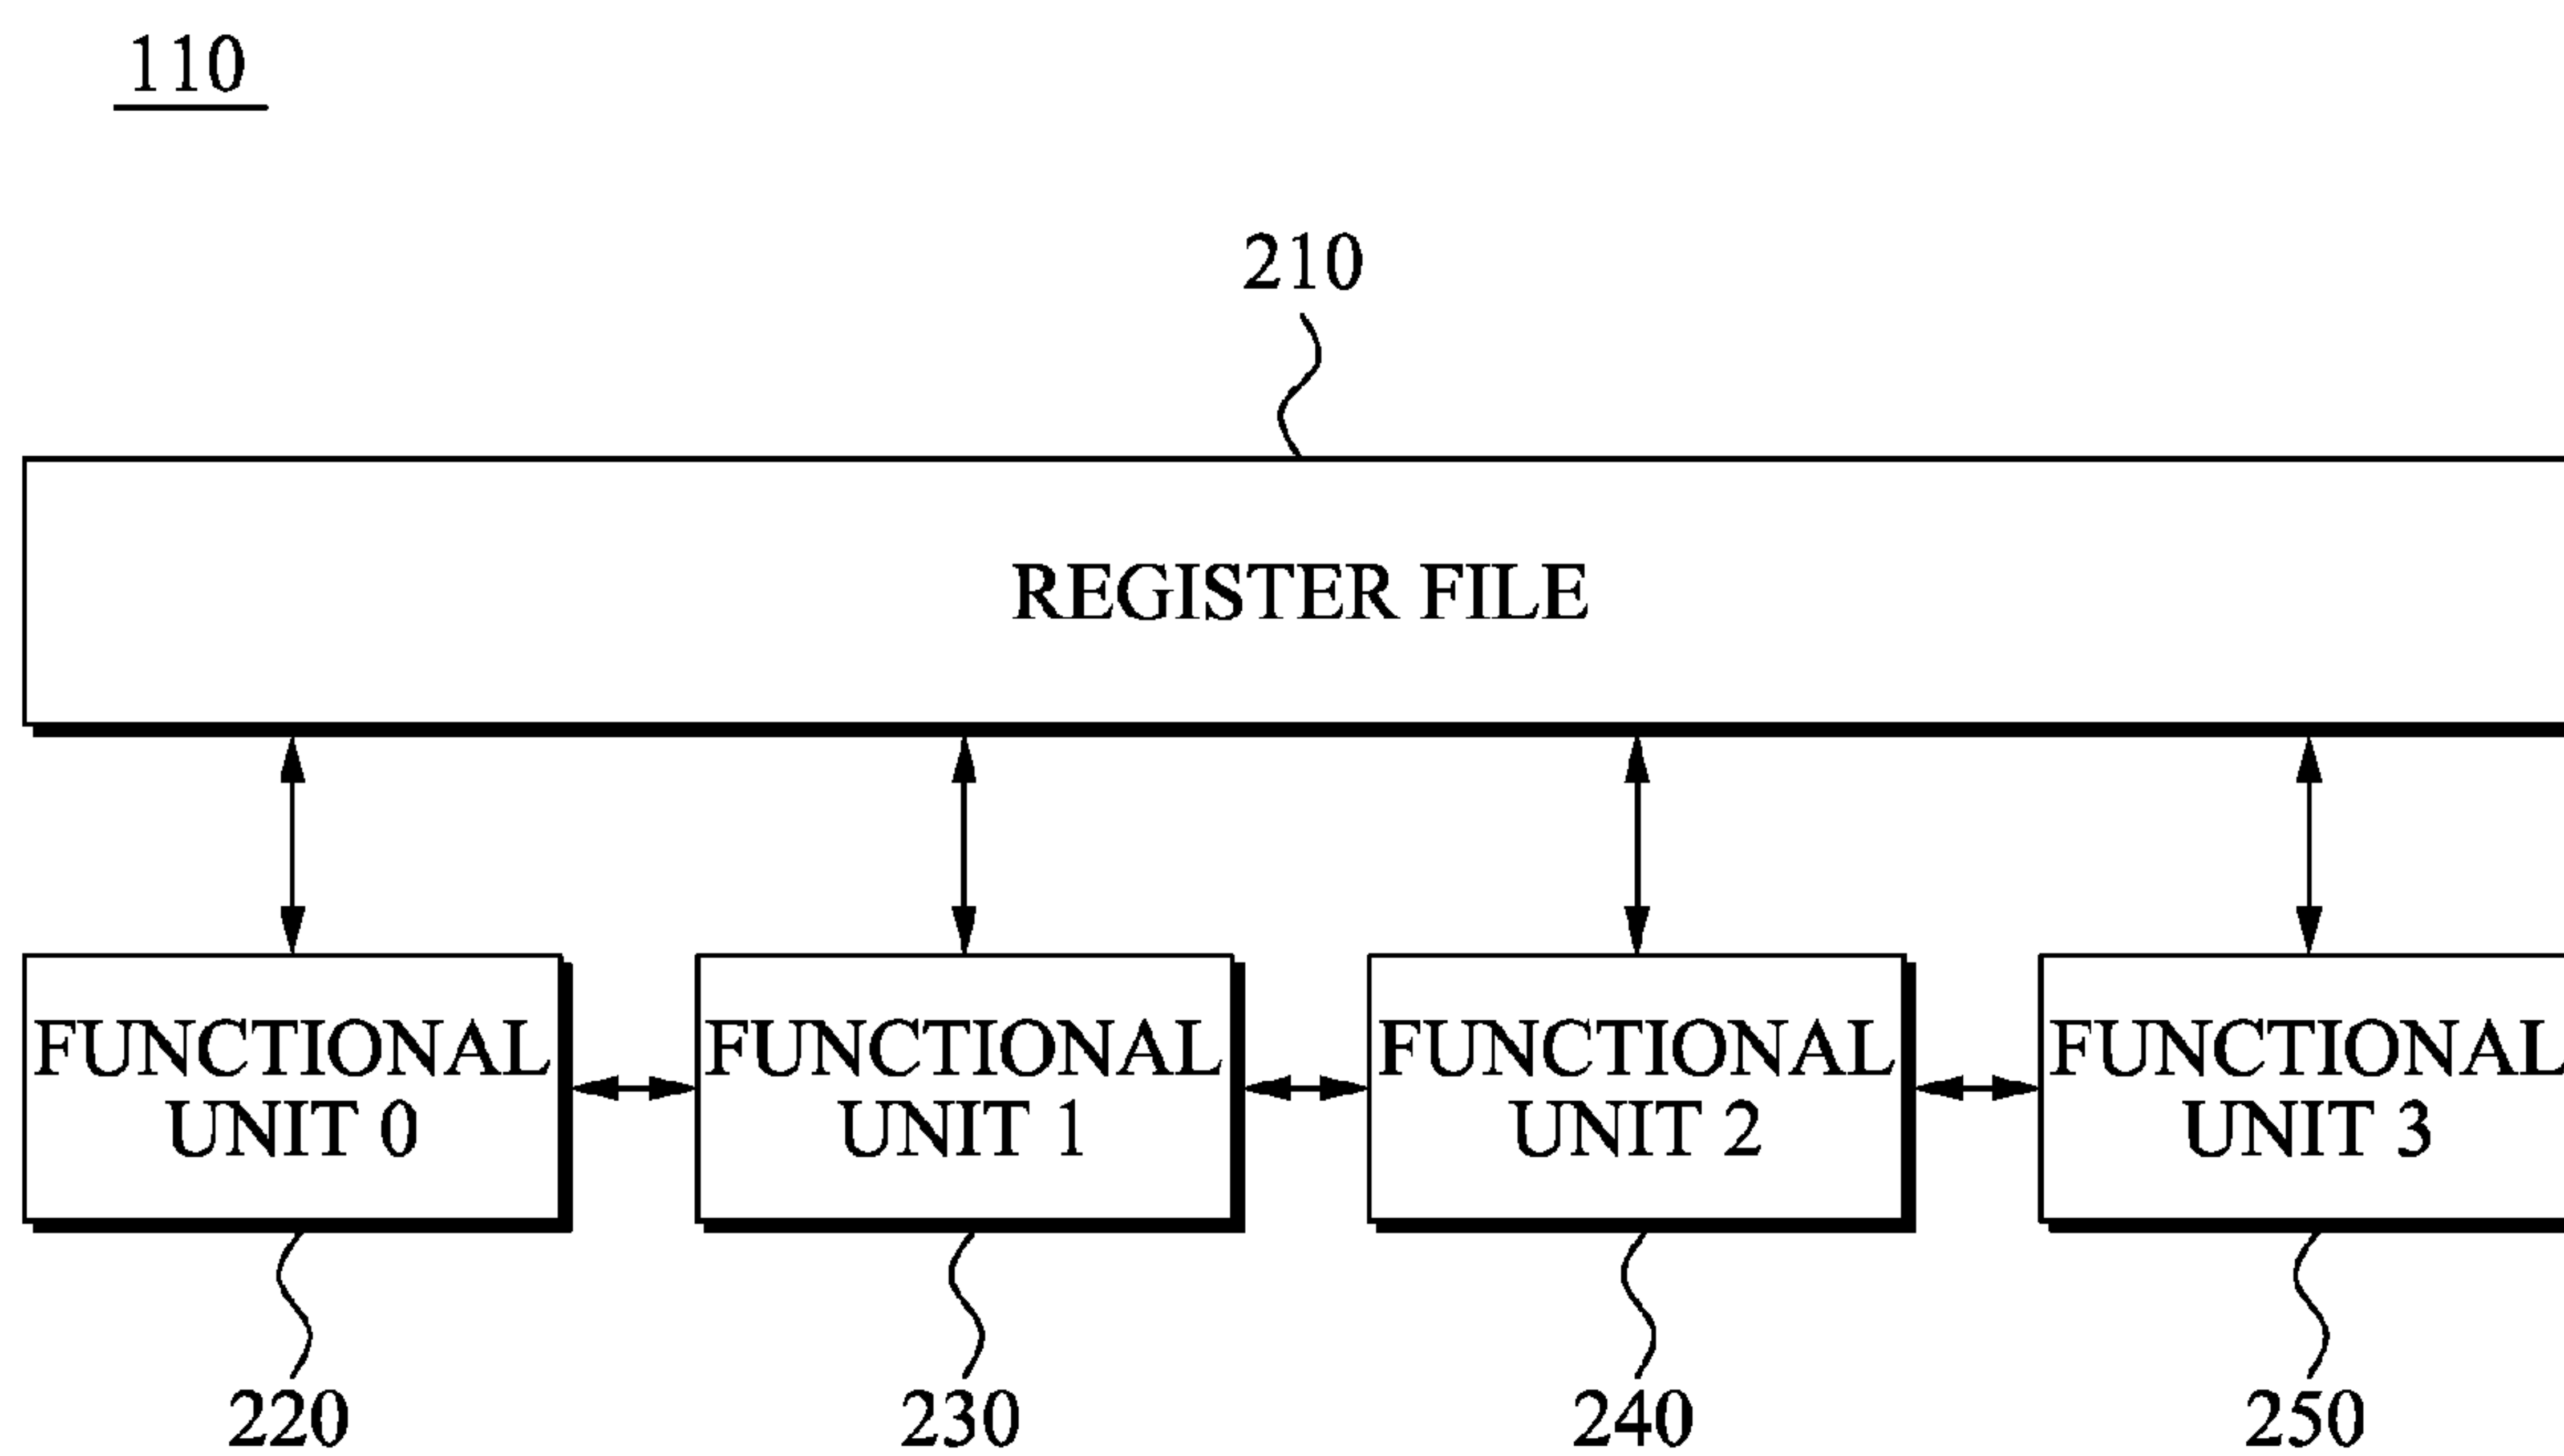 110
210
REGISTER FILE
FUNCTIONAL
UNIT 0
FUNCTIONAL
UNIT 1
FUNCTIONAL
UNIT 2
FUNCTIONAL
UNIT 3
220
230
240
250